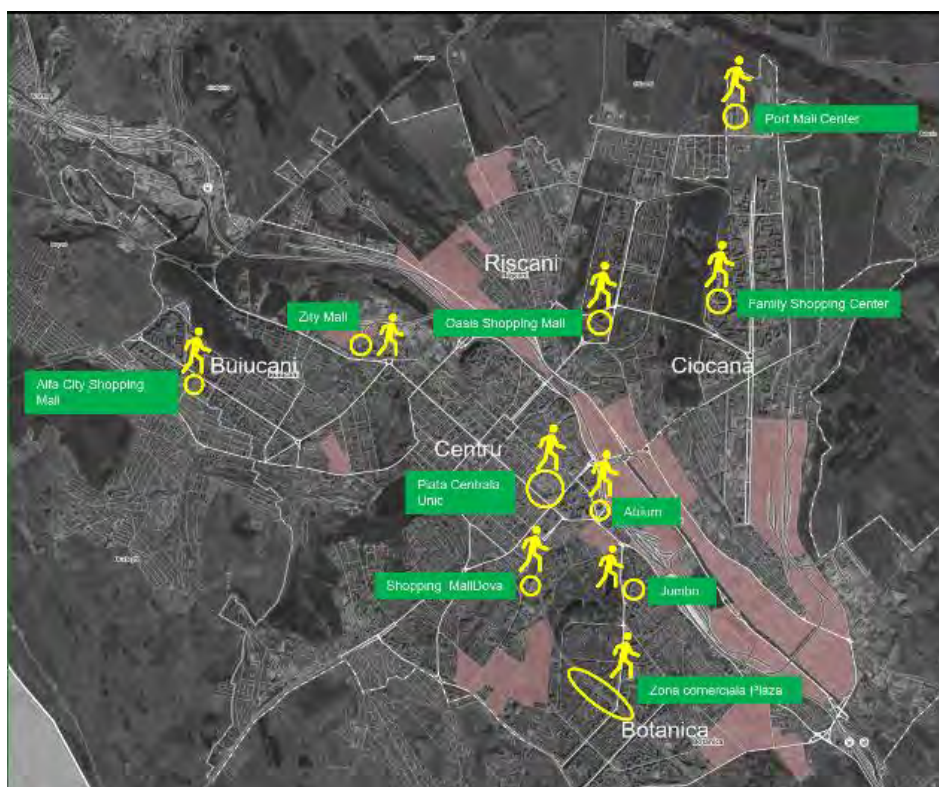 Port Mall Center
Riscani
Family Shopping Center
Zity Mall
Oasis Shopping Mall
Buiucani
Ciocana
Alfa City Shopping
Mall
Centru
Piata Centrala,
Unic
Atrium
Shopping MallDova
Jumbo
Zona comerciala Plaza
Botanica